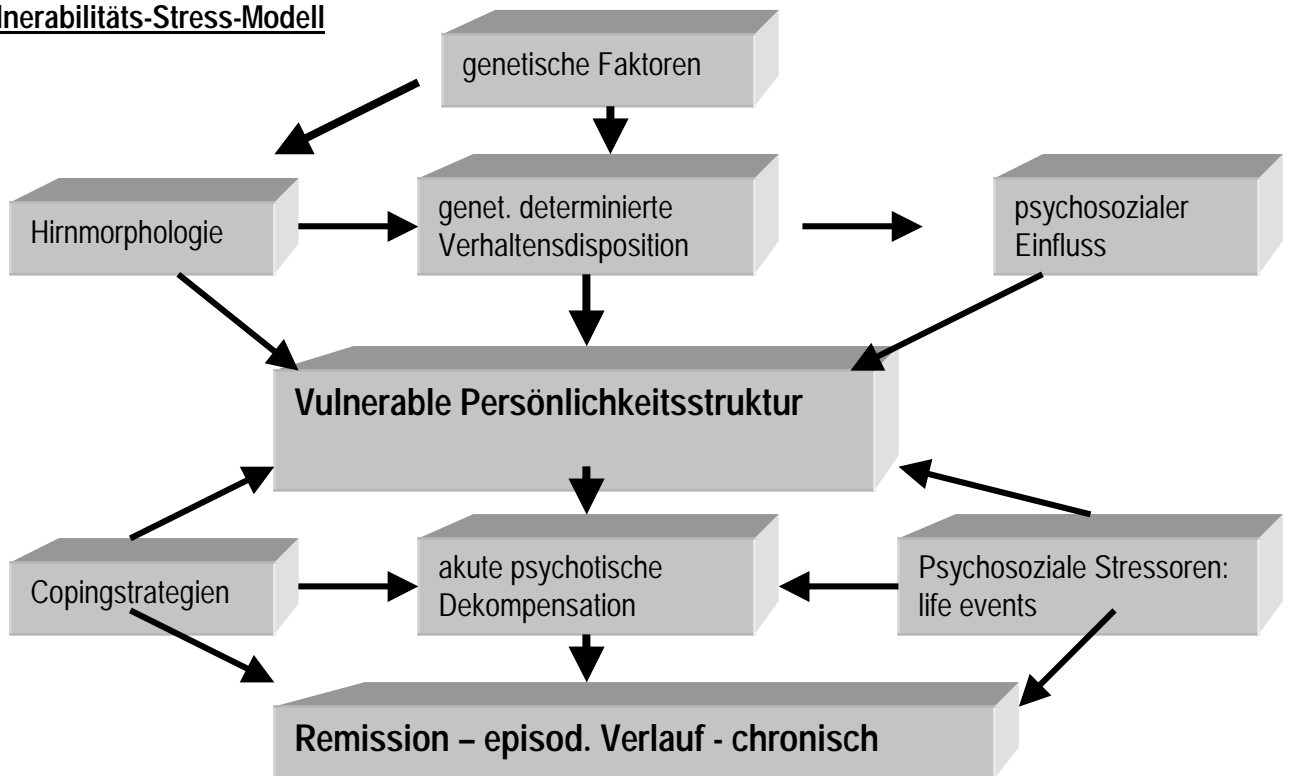 lnerabilitäts-Stress-Modell
genetische Faktoren
Hirnmorphologie
genet. determinierte
Verhaltensdisposition
psychosozialer
Einfluss
Vulnerable Persönlichkeitsstruktur
Copingstrategien
akute psychotische
Dekompensation
Psychosoziale Stressoren:
life events
Remission – episod. Verlauf - chronisch